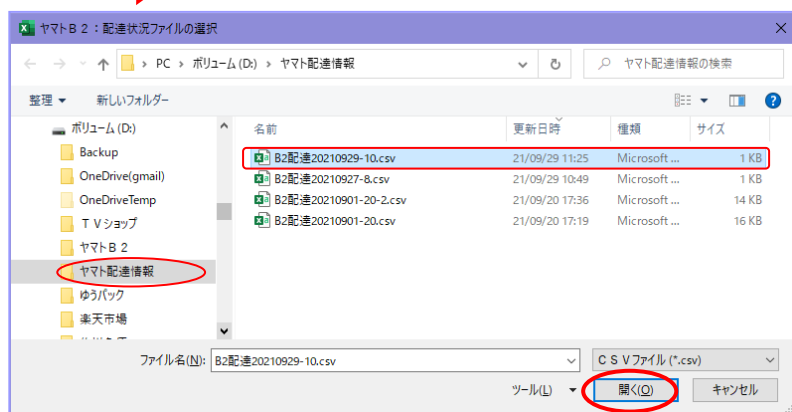 ヤマトB2：配達状況ファイルの選択
PC › ボリューム (D:) › ヤマト配達情報
ヤマト配達情報の検索
整理 新しいフォルダー
ボリューム (D:)
Backup
OneDrive(gmail)
OneDriveTemp
TVショップ
ヤマトB2
ヤマト配達情報
ゆうパック
楽天市場
名前 更新日時 種類 サイズ
B2配達20210929-10.csv 21/09/29 11:25 Microsoft ... 1 KB
B2配達20210927-8.csv 21/09/29 10:49 Microsoft ... 1 KB
B2配達20210901-20-2.csv 21/09/20 17:36 Microsoft ... 14 KB
B2配達20210901-20.csv 21/09/20 17:19 Microsoft ... 16 KB
ファイル名(N): B2配達20210929-10.csv
CSVファイル (*.csv)
ツール(L) 開く(O) キャンセル